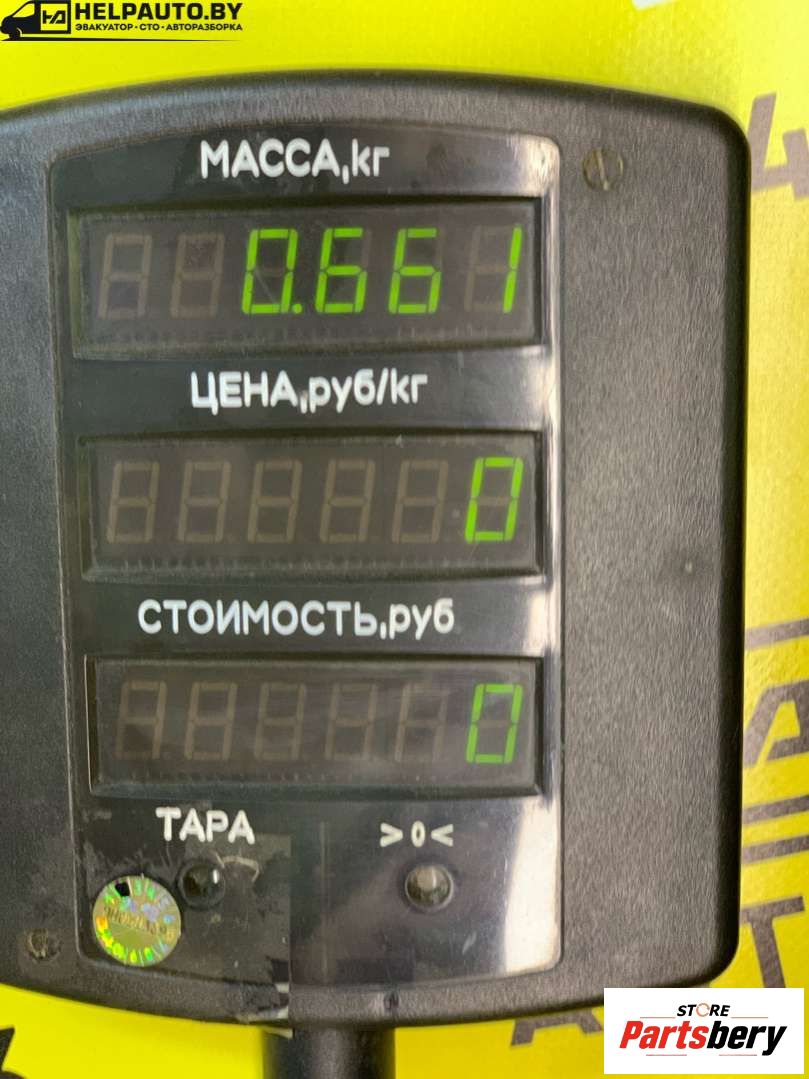 HELPAUTO.BY
ЭВАКУАТОР • СТО • АВТОРАЗБОРКА
МАССА,кг
0.661
ЦЕНА,руб/кг
0
СТОИМОСТЬ,руб
0
ТАРА >0<
STORE
Partsbery